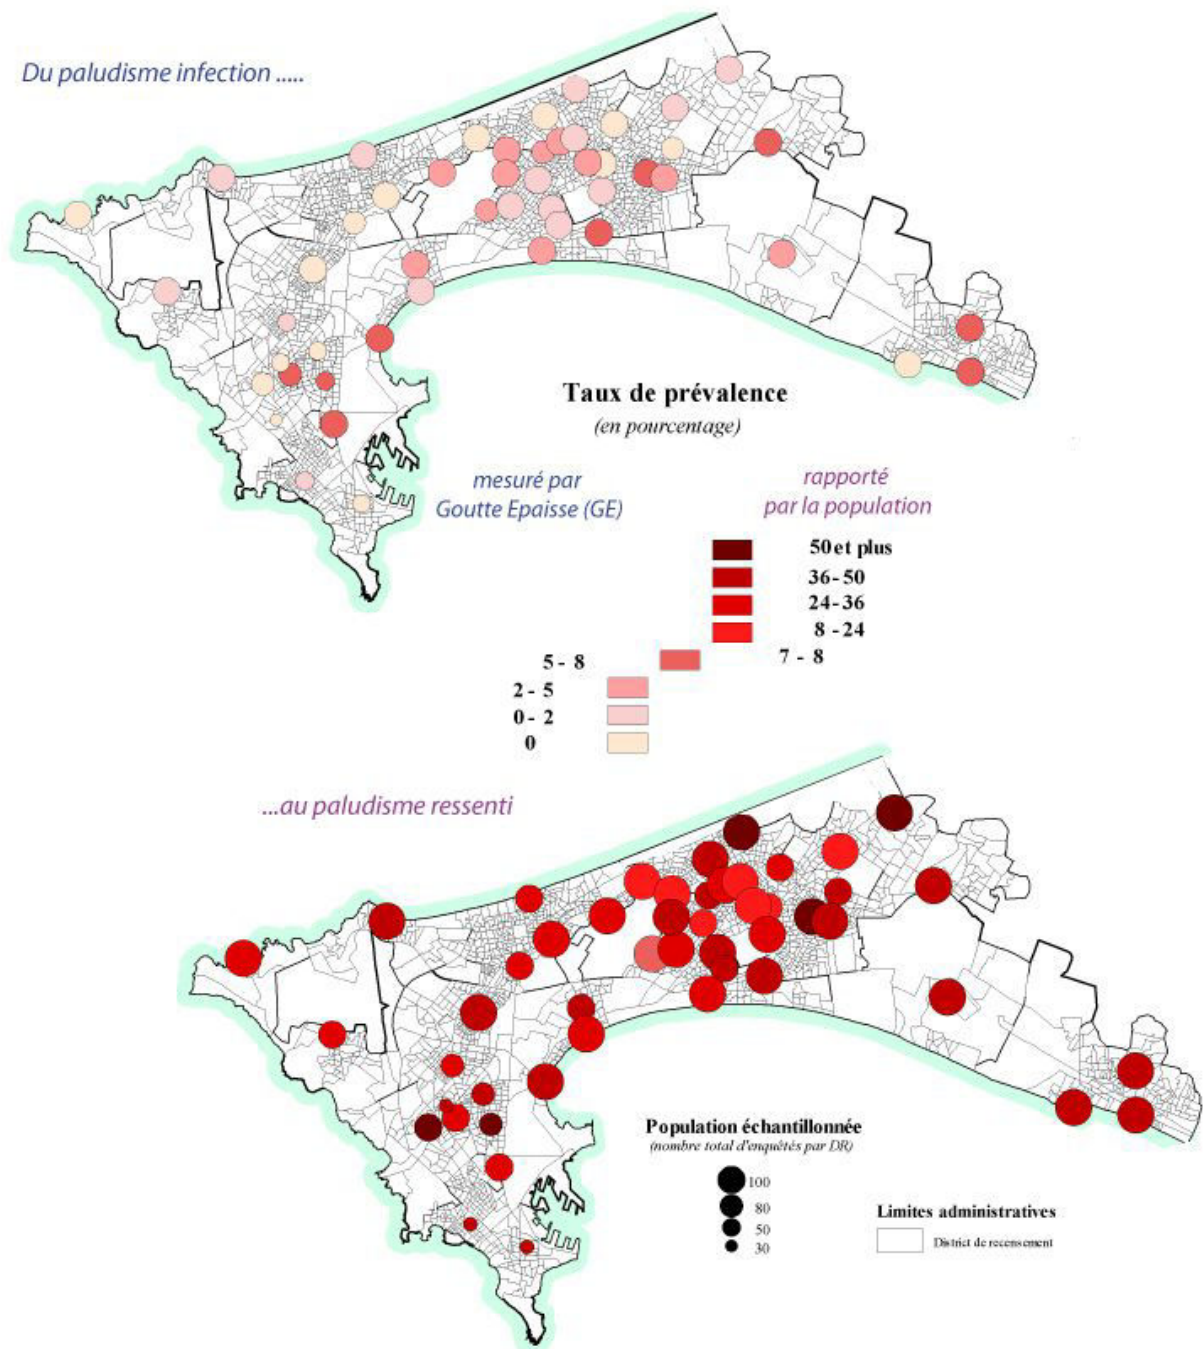 Du paludisme infection .....
Taux de prévalence
(en pourcentage)
mesuré par
Goutte Epaisse (GE)
rapporté
par la population
50 et plus
36 - 50
24 - 36
8 - 24
5 - 8
7 - 8
2 - 5
0 - 2
0
...au paludisme ressenti
Population échantillonnée
(nombre total d'enquêtés par DR)
100
80
50
30
Limites administratives
District de recensement